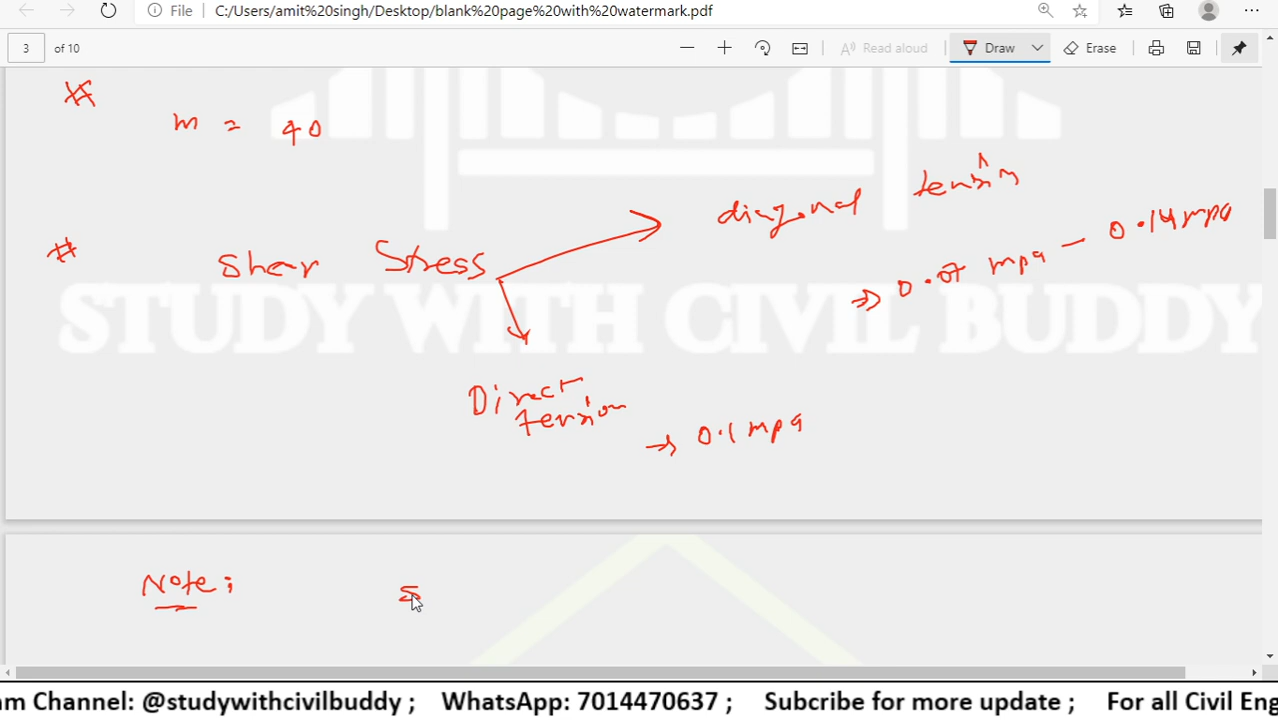 File C:/Users/amit%20singh/Desktop/blank%20page%20with%20watermark.pdf
3 of 10 Read aloud Draw Erase
m = 40
Shear Stress
diagonal tension
⇒ 0.07 mpa - 0.14 mpa
STUDY WITH CIVIL BUDDY
Direct
tension
→ 0.1 mpa
Note;
am Channel: @studywithcivilbuddy ; WhatsApp: 7014470637 ; Subcribe for more update ; For all Civil Eng